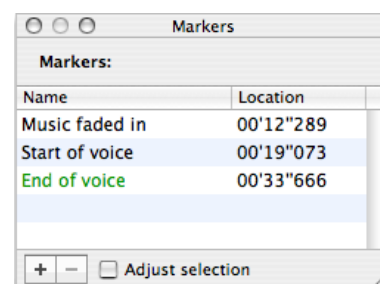 Markers
Markers:
Name Location
Music faded in 00'12"289
Start of voice 00'19"073
End of voice 00'33"666
+ − Adjust selection